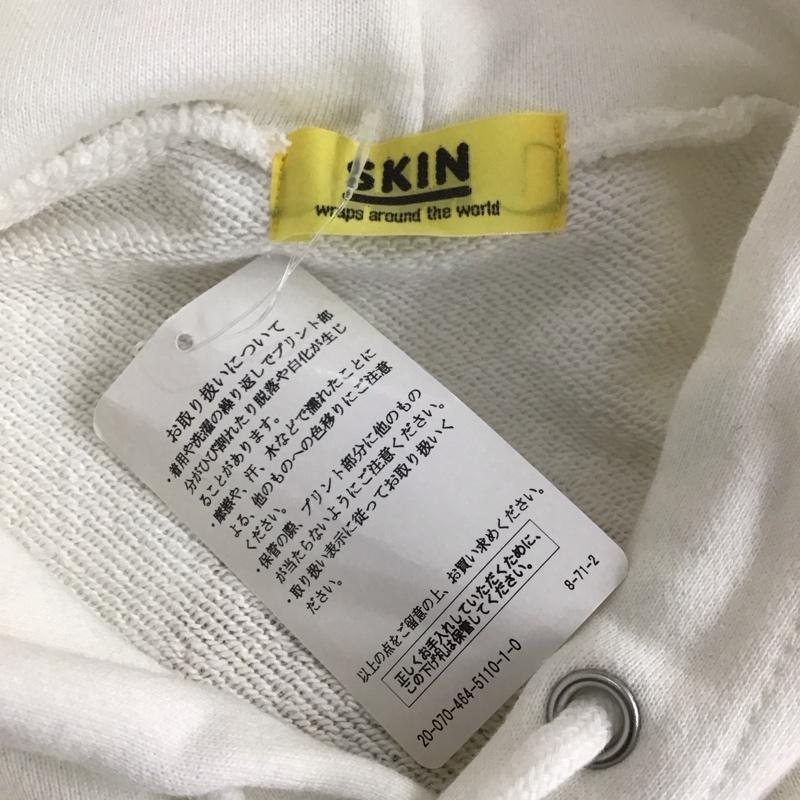 SKIN
wraps around the world
お取り扱いについて
・着用や洗濯の繰り返しでプリント部
分がひび割れたり脱落や白化が生じ
ることがあります。
・摩擦や、汗、水などで濡れたことに
よる、他のものへの色移りにご注意
ください。
・保管の際、プリント部分に他のもの
が当たらないようにご注意ください。
・取り扱い表示に従ってお取り扱いく
ださい。
以上の点をご留意の上、お買い求めください。
正しくお手入れしていただくために、
この下げ札は保管してください。
8-71-2
20-070-464-5110-1-0